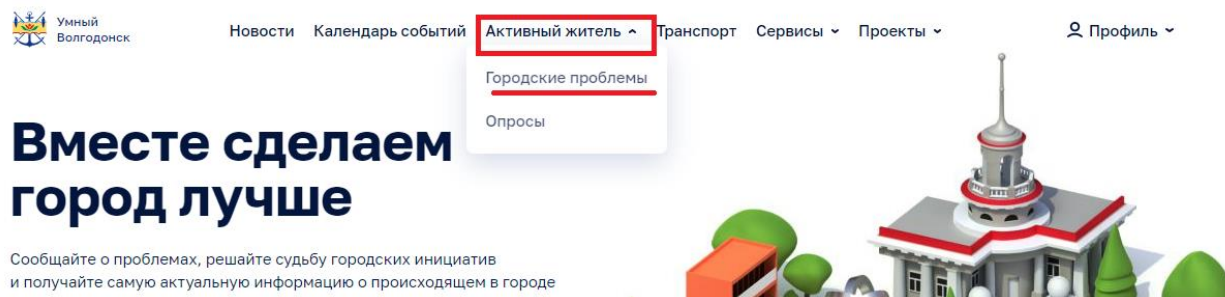 Умный
Волгодонск
Новости Календарь событий Активный житель Транспорт Сервисы Проекты Профиль
Городские проблемы
Опросы
Вместе сделаем
город лучше
Сообщайте о проблемах, решайте судьбу городских инициатив
и получайте самую актуальную информацию о происходящем в городе